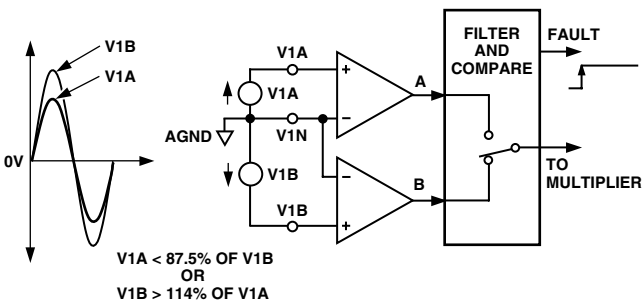 V1B
V1A
0V
V1A
V1A
AGND
V1N
V1B
V1B
+
−
−
+
A
B
FILTER
AND
COMPARE
FAULT
TO
MULTIPLIER
V1A < 87.5% OF V1B
OR
V1B > 114% OF V1A